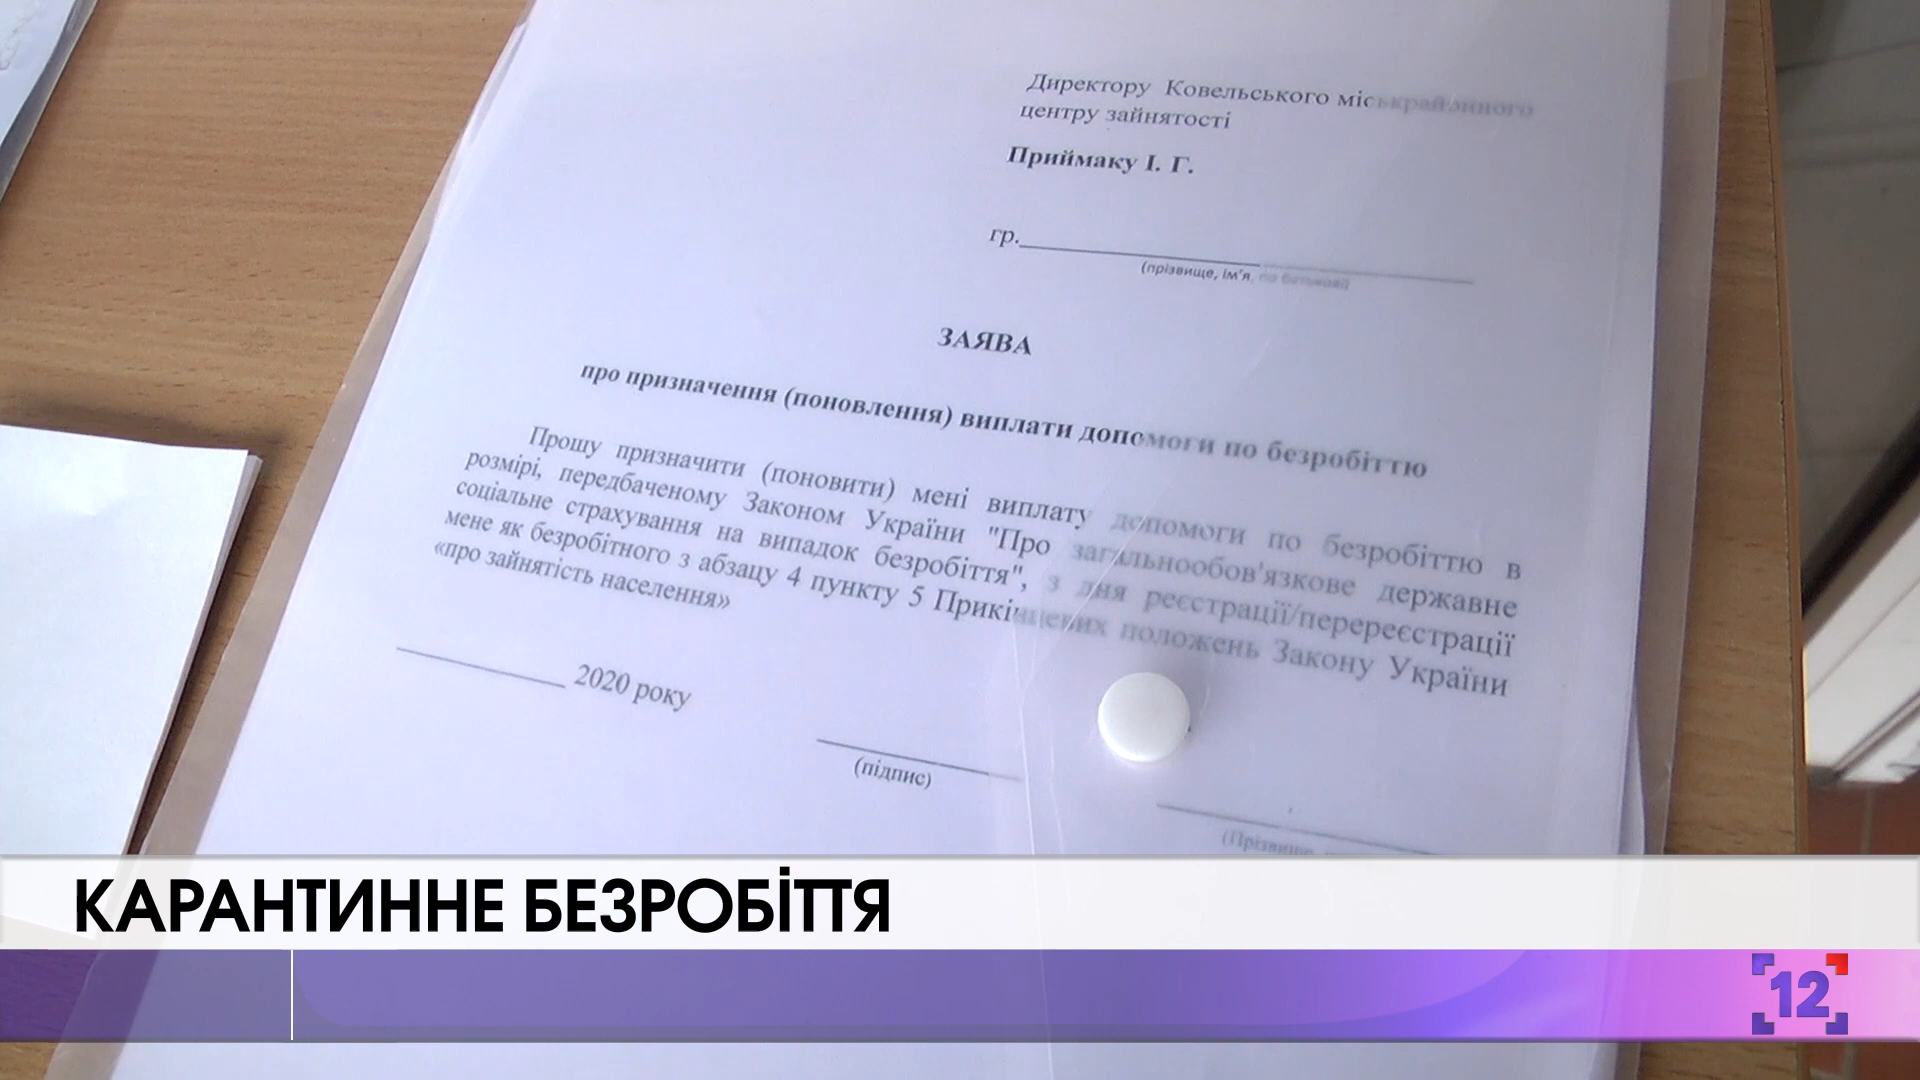 Директору Ковельського міськрайонного
центру зайнятості
Приймаку І. Г.
гр.
(прізвище, ім'я, по батькові)
ЗАЯВА
про призначення (поновлення) виплати допомоги по безробіттю
Прошу призначити (поновити) мені виплату допомоги по безробіттю в
розмірі, передбаченому Законом України "Про загальнообов'язкове державне
соціальне страхування на випадок безробіття", з дня реєстрації/перереєстрації
мене як безробітного з абзацу 4 пункту 5 Прикінцевих положень Закону України
«про зайнятість населення»
2020 року
(підпис)
(Прізвище,
КАРАНТИННЕ БЕЗРОБІТТЯ
12